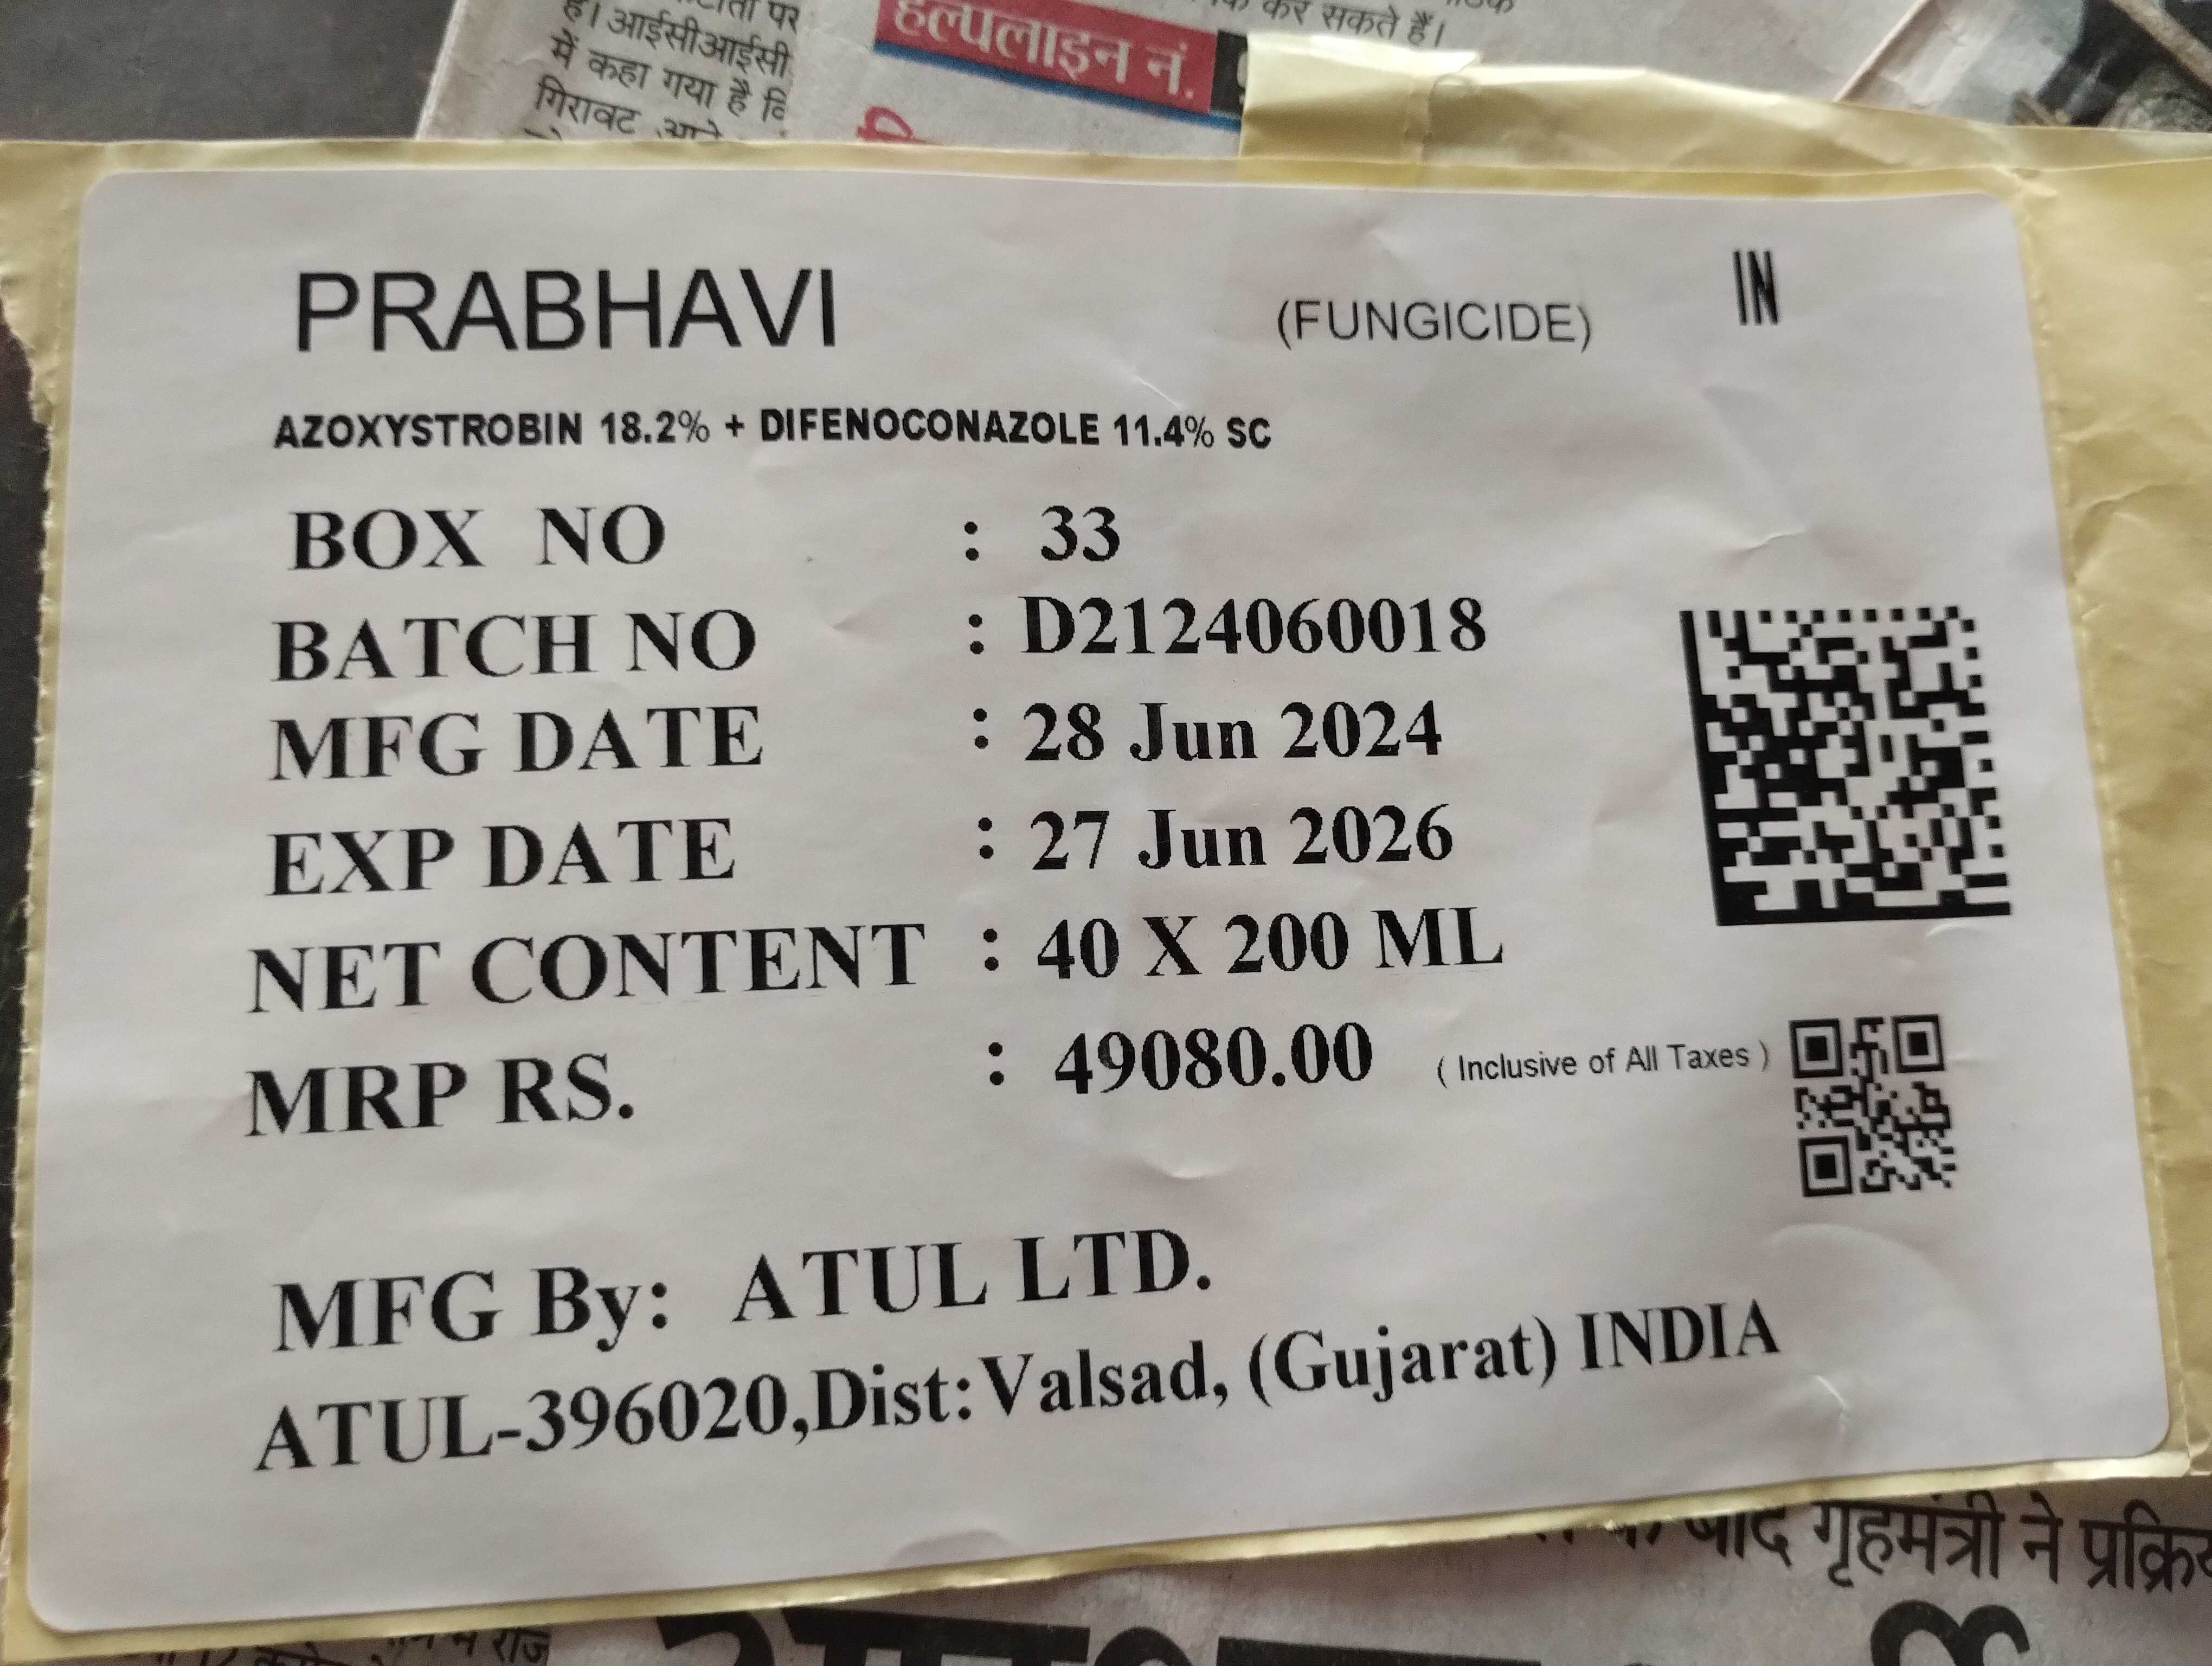 है। आईसीआईसी
में कहा गया है
गिरावट
कर सकते हैं।
हेल्पलाइन नं.
PRABHAVI (FUNGICIDE) IN
AZOXYSTROBIN 18.2% + DIFENOCONAZOLE 11.4% SC
BOX NO : 33
BATCH NO : D2124060018
MFG DATE : 28 Jun 2024
EXP DATE : 27 Jun 2026
NET CONTENT : 40 X 200 ML
MRP RS. : 49080.00 ( Inclusive of All Taxes )
MFG By: ATUL LTD.
ATUL-396020,Dist:Valsad, (Gujarat) INDIA
के बाद गृहमंत्री ने